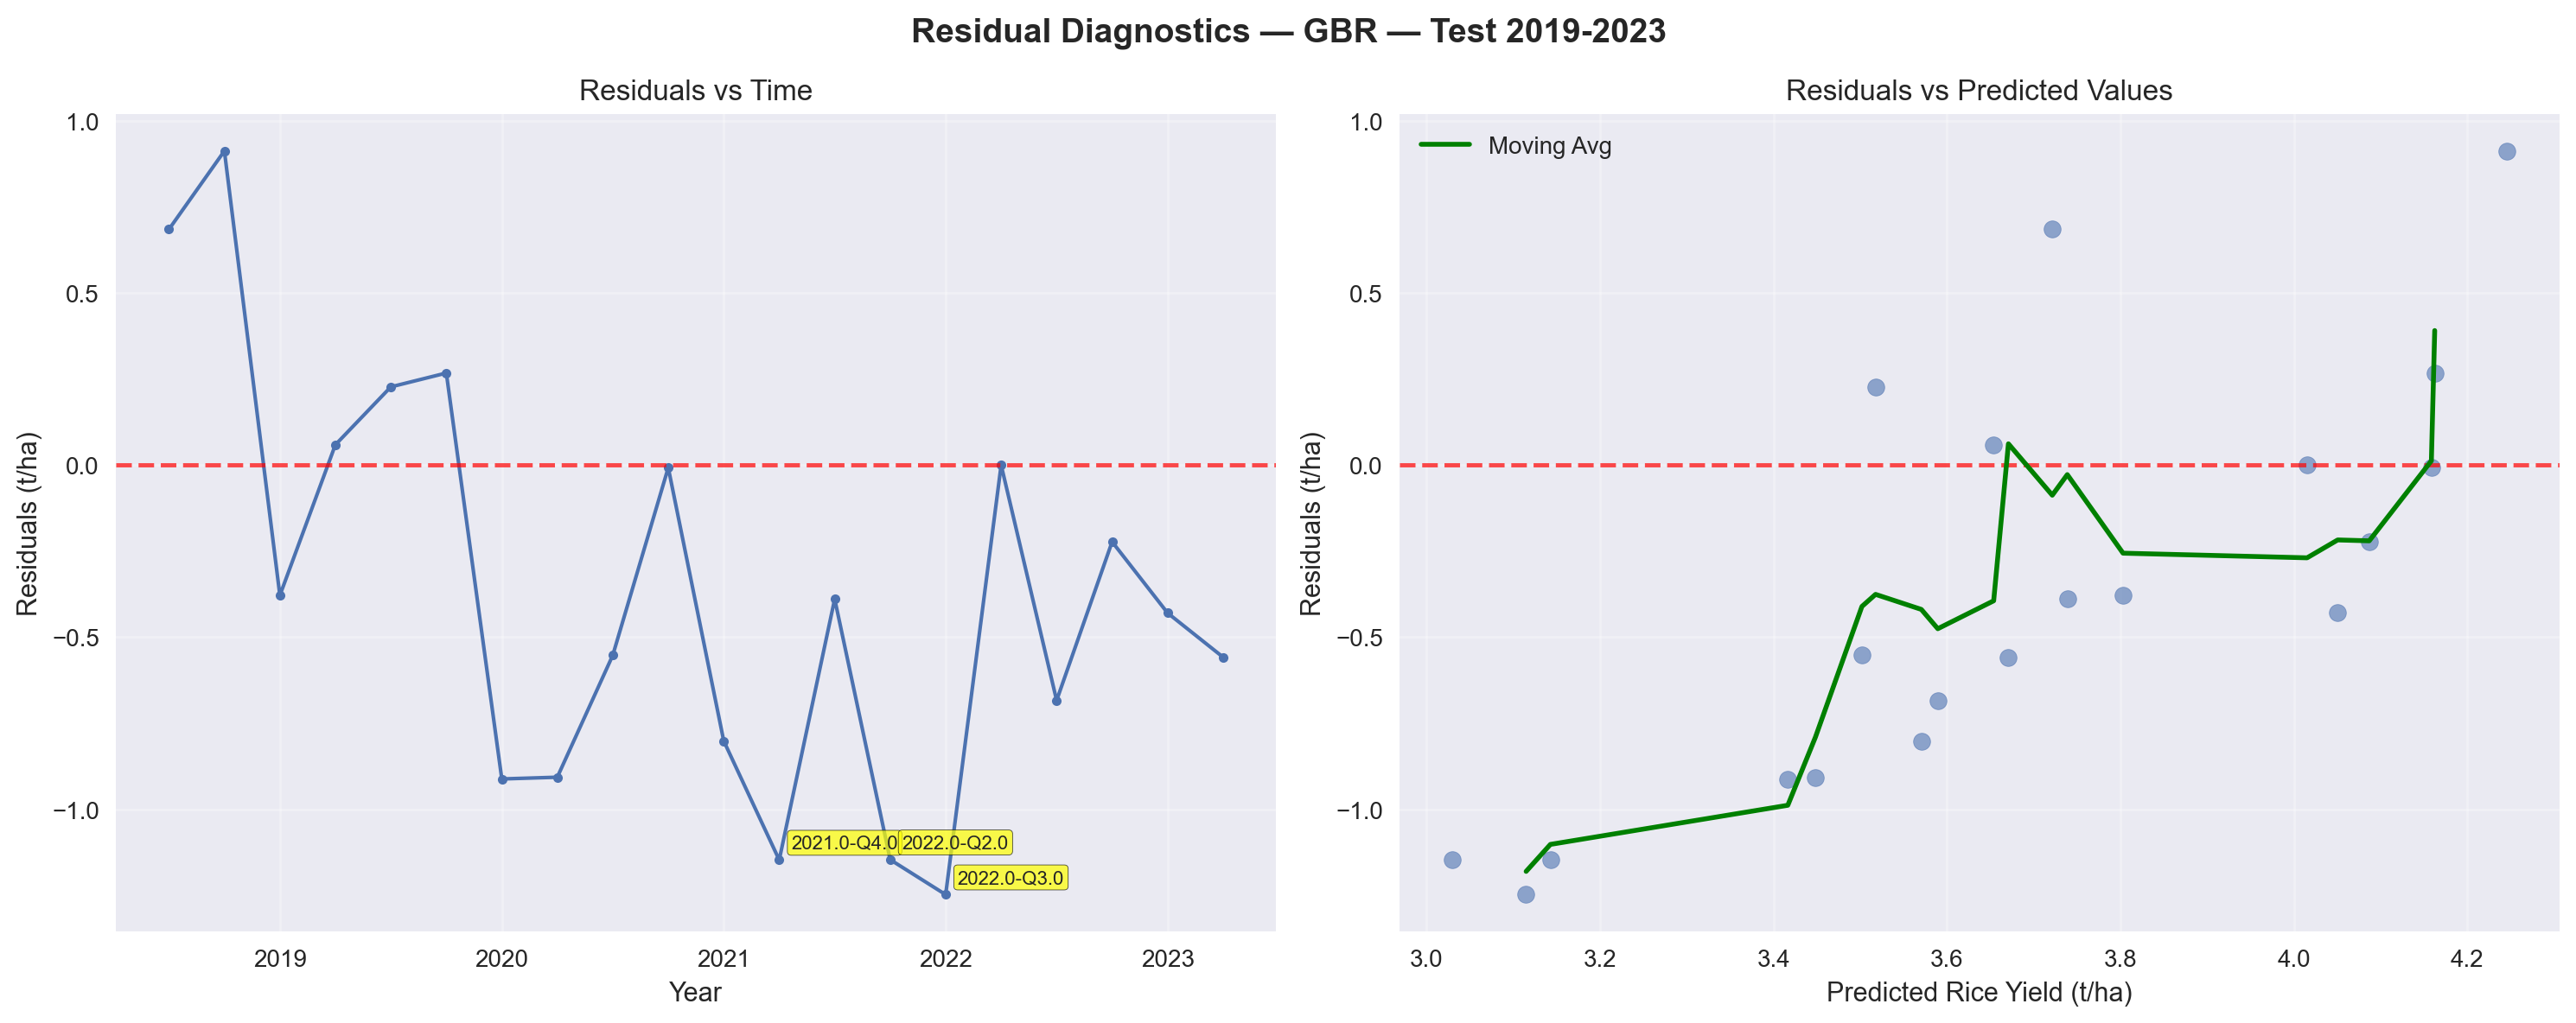 Residual Diagnostics — GBR — Test 2019-2023
Residuals vs Time
Residuals (t/ha)
1.0
0.5
0.0
−0.5
−1.0
2021.0-Q4.0
2022.0-Q2.0
2022.0-Q3.0
2019
2020
2021
2022
2023
Year
Residuals vs Predicted Values
Moving Avg
Residuals (t/ha)
1.0
0.5
0.0
−0.5
−1.0
3.0
3.2
3.4
3.6
3.8
4.0
4.2
Predicted Rice Yield (t/ha)